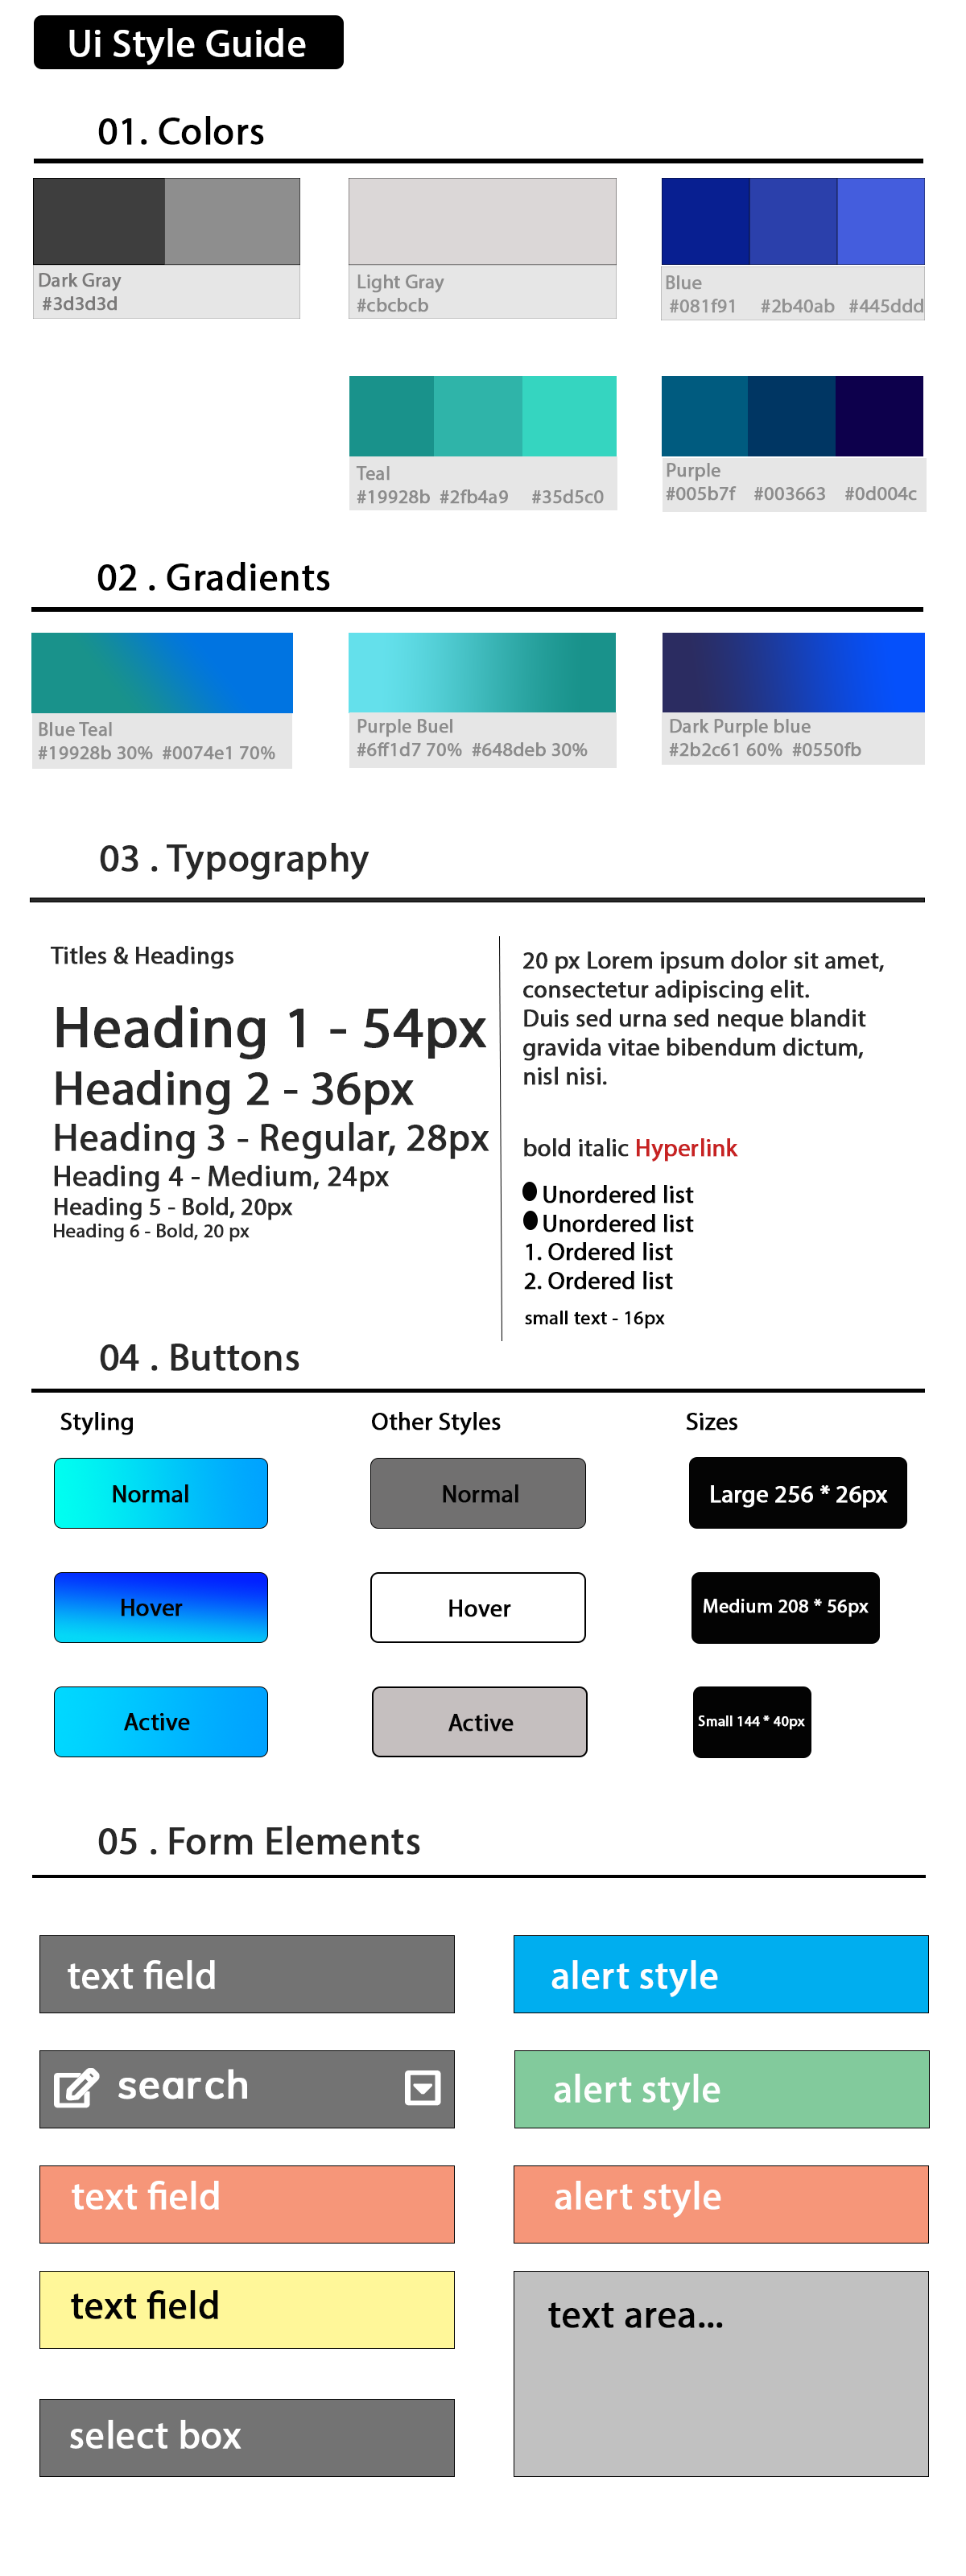 Ui Style Guide
01. Colors
Dark Gray
#3d3d3d
Light Gray
#cbcbcb
Blue
#081f91 #2b40ab #445ddd
Teal
#19928b #2fb4a9 #35d5c0
Purple
#005b7f #003663 #0d004c
02 . Gradients
Blue Teal
#19928b 30% #0074e1 70%
Purple Buel
#6ff1d7 70% #648deb 30%
Dark Purple blue
#2b2c61 60% #0550fb
03 . Typography
Titles & Headings
Heading 1 - 54px
Heading 2 - 36px
Heading 3 - Regular, 28px
Heading 4 - Medium, 24px
Heading 5 - Bold, 20px
Heading 6 - Bold, 20 px
20 px Lorem ipsum dolor sit amet,
consectetur adipiscing elit.
Duis sed urna sed neque blandit
gravida vitae bibendum dictum,
nisl nisi.
bold italic Hyperlink
Unordered list
Unordered list
1. Ordered list
2. Ordered list
small text - 16px
04 . Buttons
Styling
Other Styles
Sizes
Normal
Normal
Large 256 * 26px
Hover
Hover
Medium 208 * 56px
Active
Active
Small 144 * 40px
05 . Form Elements
text field
alert style
search
alert style
text field
alert style
text field
text area...
select box